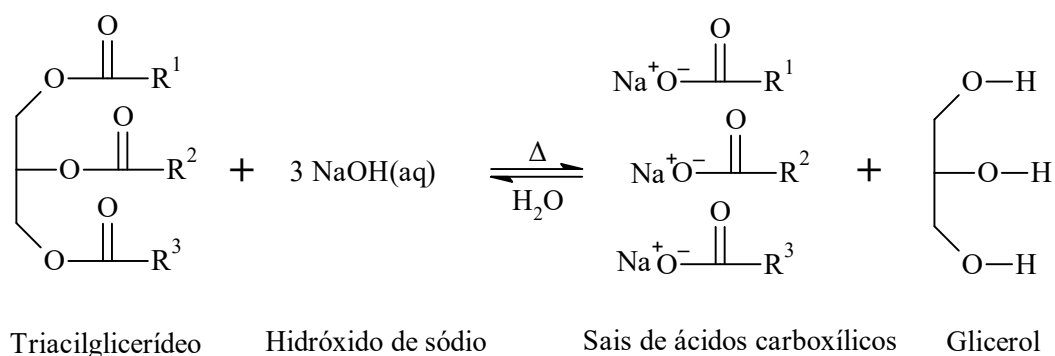 O
O R¹
O
O R²
O
O R³
+
3 NaOH(aq)
Δ
H₂O
O
Na⁺O⁻ R¹
O
Na⁺O⁻ R²
O
Na⁺O⁻ R³
+
O—H
O—H
O—H
Triacilglicerídeo Hidróxido de sódio Sais de ácidos carboxílicos Glicerol